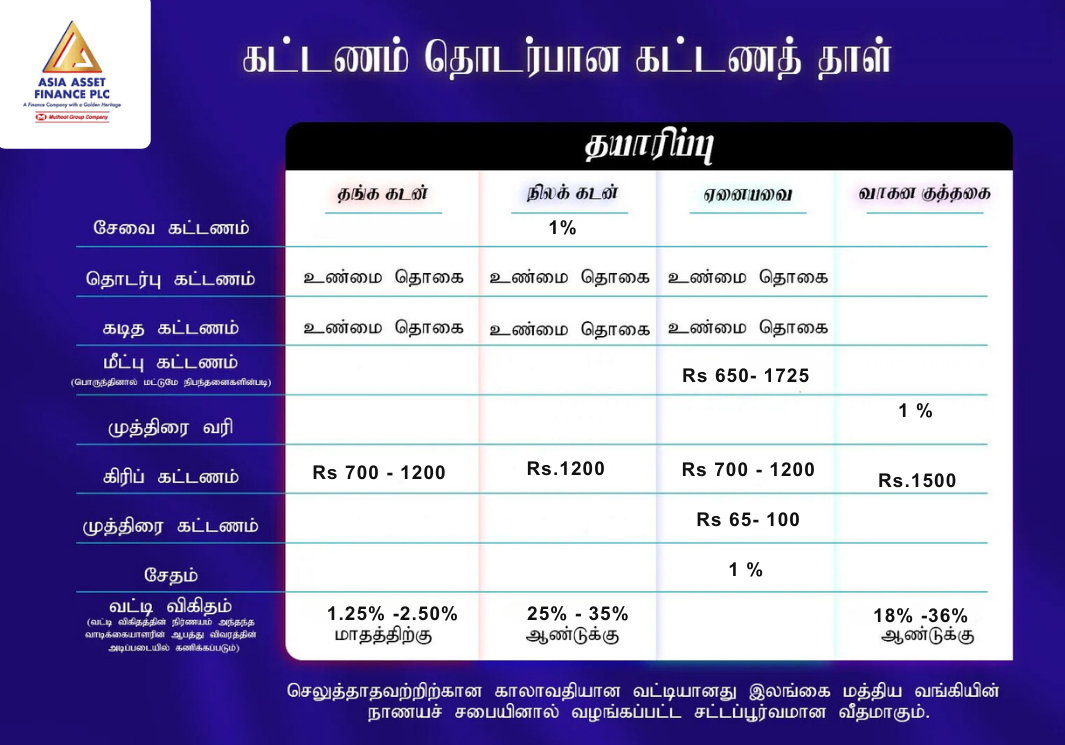 ASIA ASSET
FINANCE PLC
A Finance Company with a Golden Heritage
Muthoot Group Company
கட்டணம் தொடர்பான கட்டணத் தாள்
தயாரிப்பு
தங்க கடன் நிலக் கடன் ஏனையவை வாகன குத்தகை
சேவை கட்டணம் 1%
தொடர்பு கட்டணம் உண்மை தொகை உண்மை தொகை உண்மை தொகை
கடித கட்டணம் உண்மை தொகை உண்மை தொகை உண்மை தொகை
மீட்பு கட்டணம்
(பொருந்தினால் மட்டுமே நிபந்தனைகளின்படி) Rs 650- 1725
முத்திரை வரி 1 %
கிரிப் கட்டணம் Rs 700 - 1200 Rs.1200 Rs 700 - 1200 Rs.1500
முத்திரை கட்டணம் Rs 65- 100
சேதம் 1 %
வட்டி விகிதம் 1.25% -2.50% 25% - 35% 18% -36%
(வட்டி விகிதத்தின் நிர்ணயம் அந்தந்த
வாடிக்கையாளரின் ஆபத்து விவரத்தின் மாதத்திற்கு ஆண்டுக்கு ஆண்டுக்கு
அடிப்படையில் கணிக்கப்படும்)
செலுத்தாதவற்றிற்கான காலாவதியான வட்டியானது இலங்கை மத்திய வங்கியின்
நாணயச் சபையினால் வழங்கப்பட்ட சட்டப்பூர்வமான வீதமாகும்.